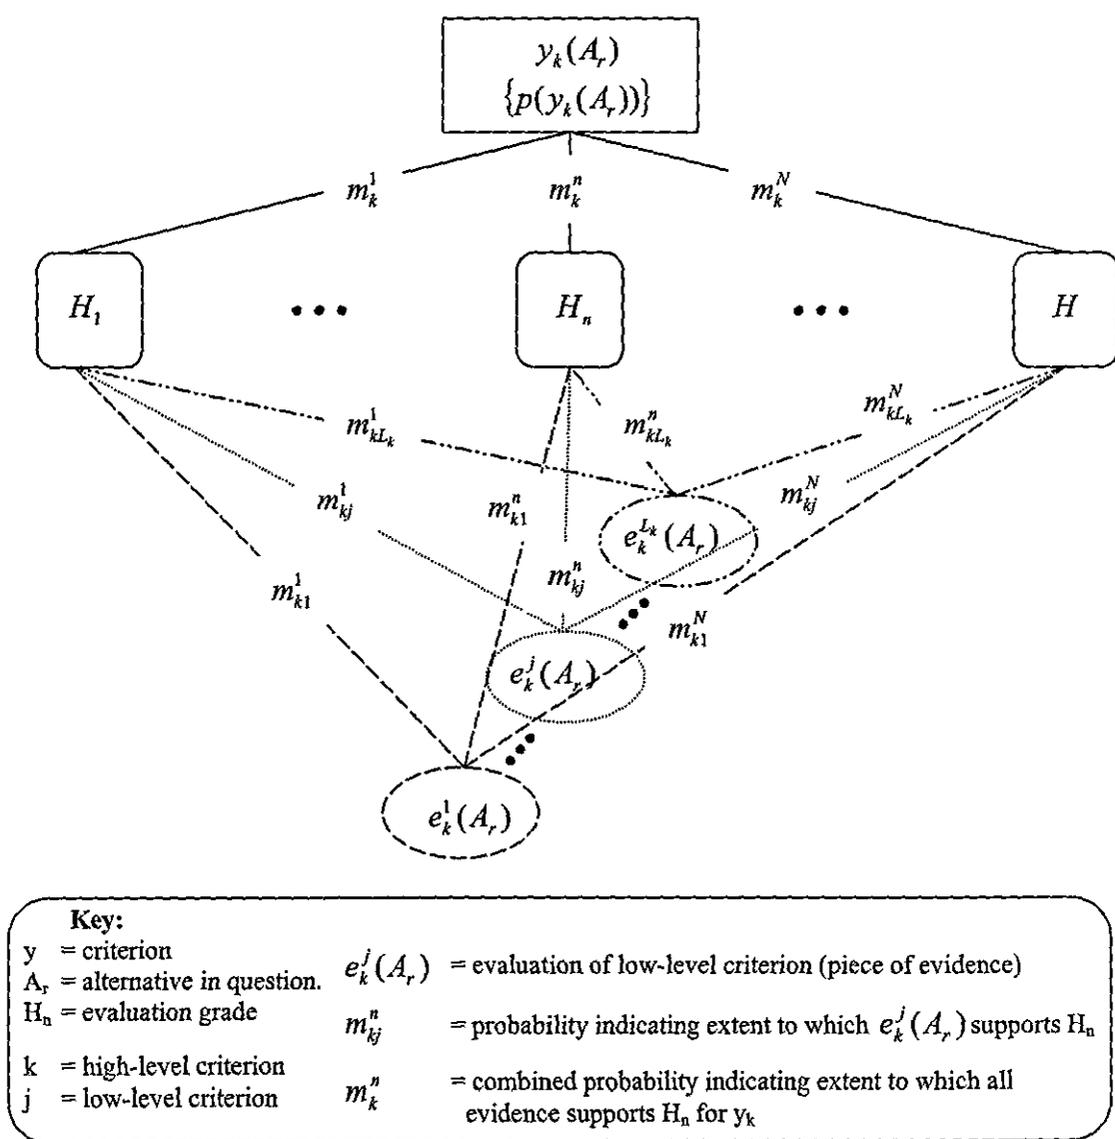 y_k(A_r)
{p(y_k(A_r))}
m_k^1 m_k^n m_k^N
H_1 • • • H_n • • • H
m_{kL_k}^1 m_{kL_k}^n m_{kL_k}^N
m_{kj}^1 m_{k1}^n m_{kj}^N
e_k^{L_k}(A_r)
m_{k1}^1 m_{kj}^n
m_{k1}^N
e_k^j(A_r)
e_k^1(A_r)
Key:
y = criterion
A_r = alternative in question.
H_n = evaluation grade
k = high-level criterion
j = low-level criterion
e_k^j(A_r) = evaluation of low-level criterion (piece of evidence)
m_{kj}^n = probability indicating extent to which e_k^j(A_r) supports H_n
m_k^n = combined probability indicating extent to which all
evidence supports H_n for y_k